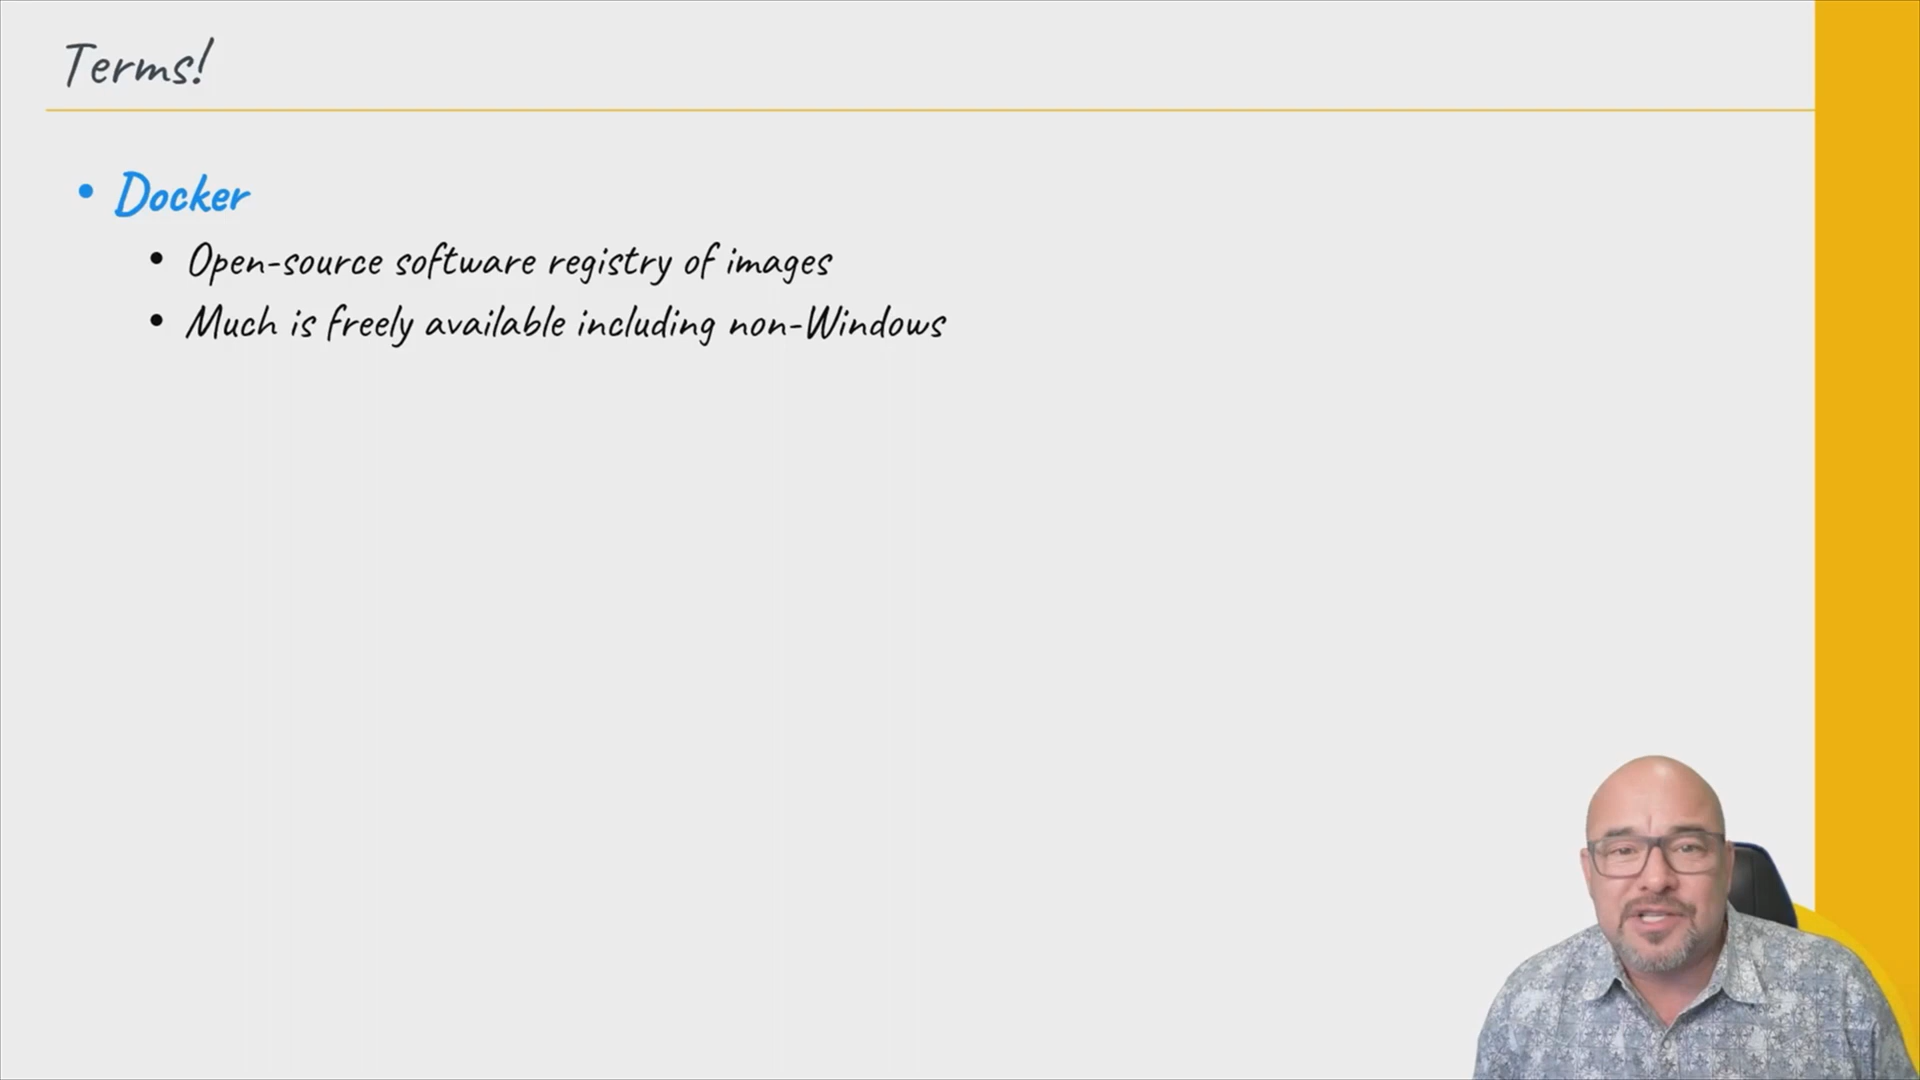 Terms!
• Docker
• Open-source software registry of images
• Much is freely available including non-Windows